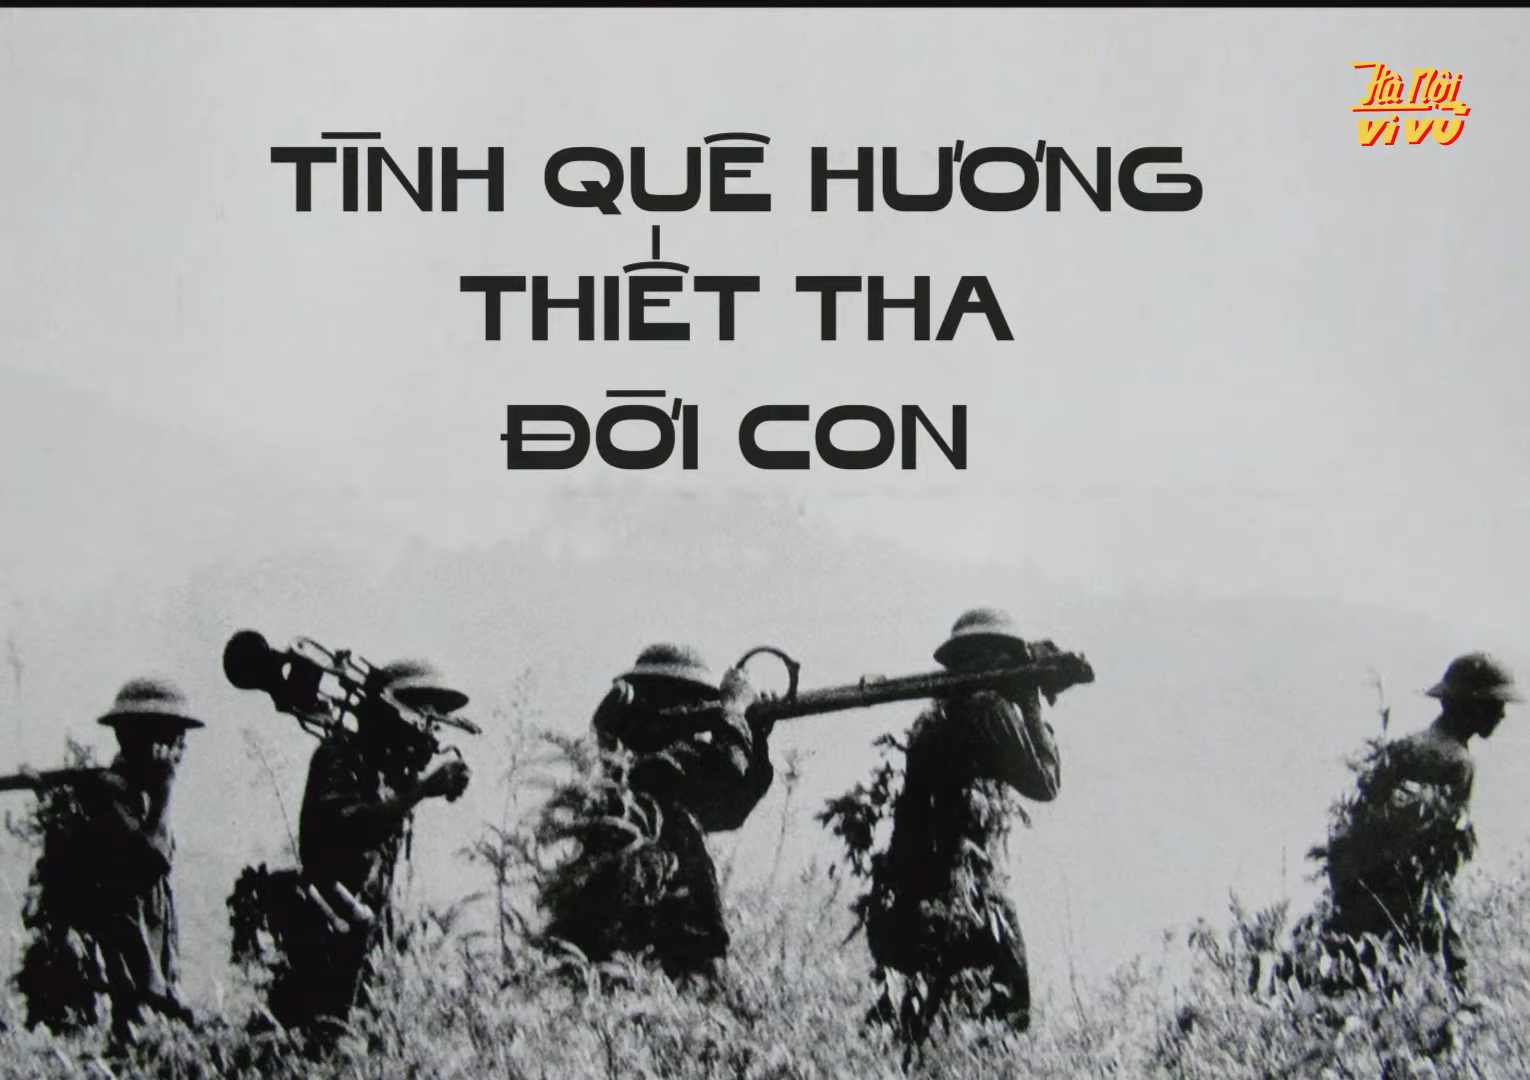 TÌNH QUÊ HƯƠNG
THIẾT THA
ĐỜI CON
Hà Nội
Vi Vu